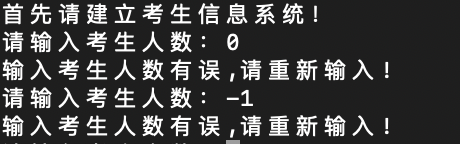 首先请建立考生信息系统!
请输入考生人数: 0
输入考生人数有误,请重新输入!
请输入考生人数: -1
输入考生人数有误,请重新输入!